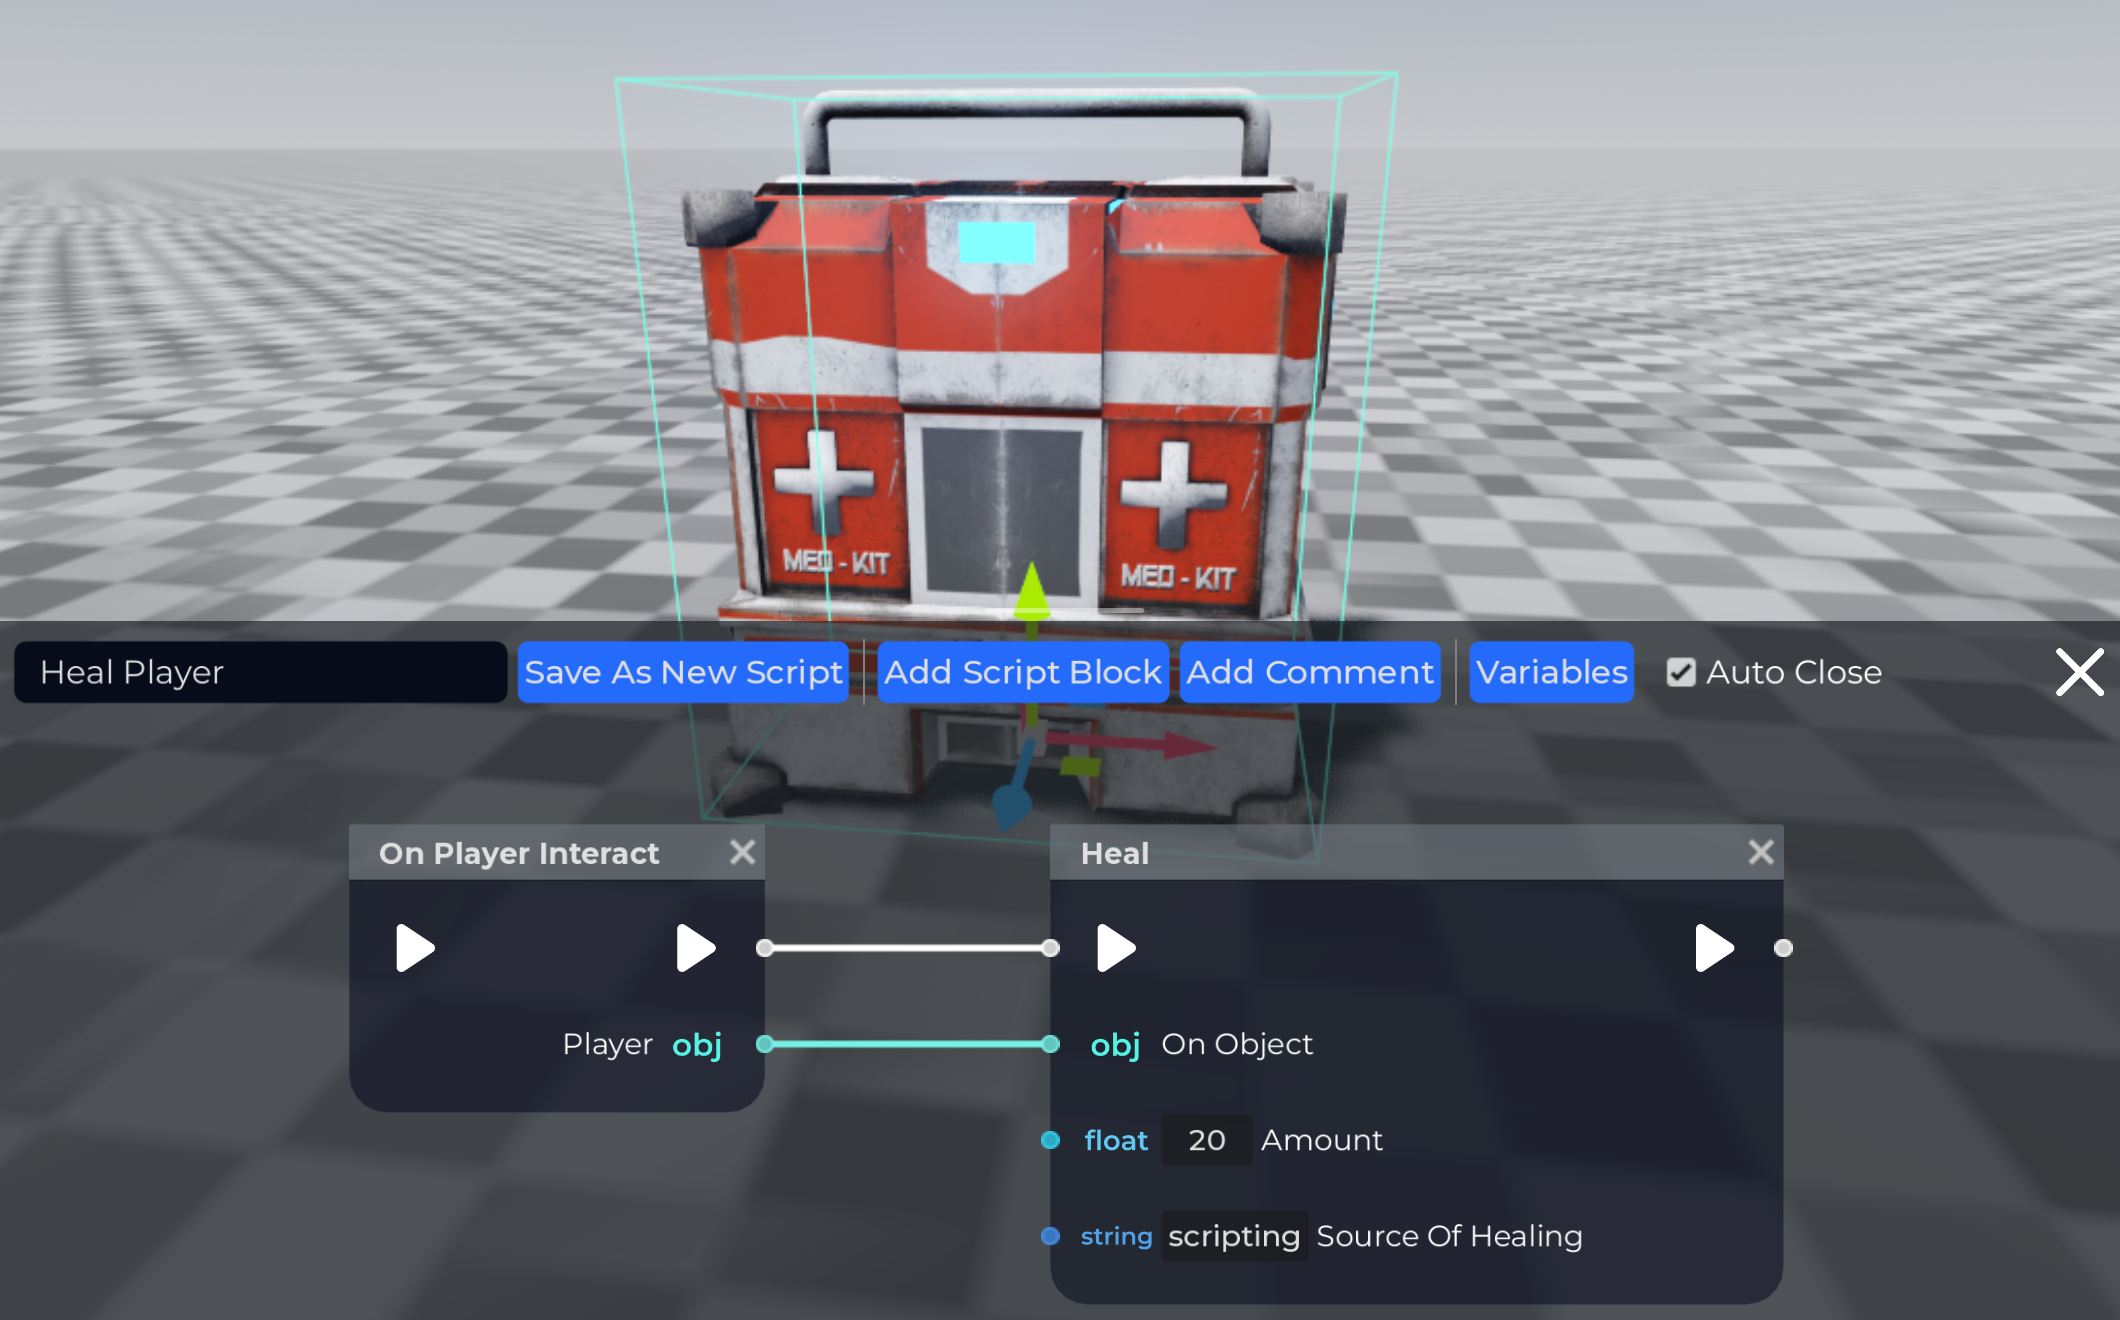 MED-KIT
MED-KIT
Heal Player
Save As New Script
Add Script Block
Add Comment
Variables
Auto Close
On Player Interact
Player obj
Heal
obj On Object
float 20 Amount
string scripting Source Of Healing